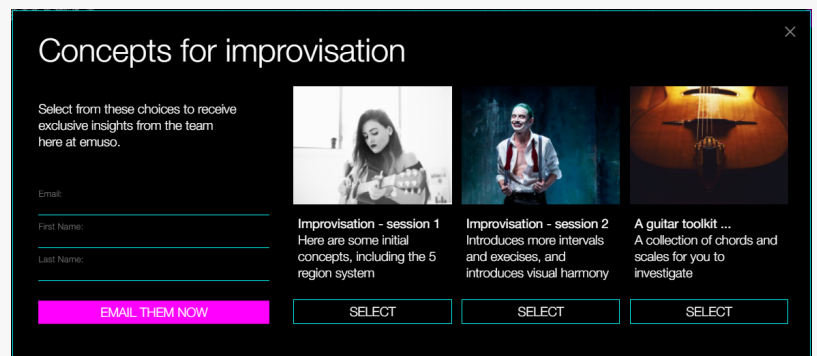 Concepts for improvisation
Select from these choices to receive
exclusive insights from the team
here at emuso.
Email:
First Name:
Last Name:
EMAIL THEM NOW
Improvisation - session 1
Here are some initial
concepts, including the 5
region system
SELECT
Improvisation - session 2
Introduces more intervals
and execises, and
introduces visual harmony
SELECT
A guitar toolkit ...
A collection of chords and
scales for you to
investigate
SELECT